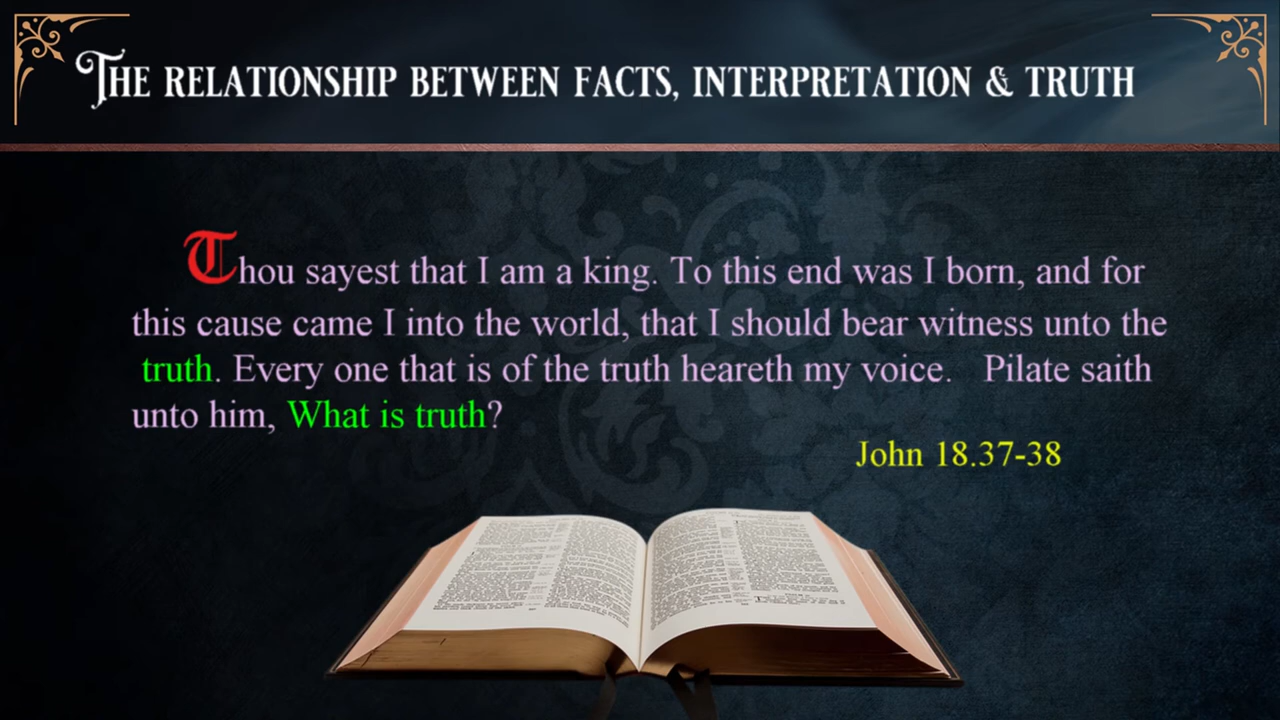 The relationship between facts, interpretation & truth
Thou sayest that I am a king. To this end was I born, and for
this cause came I into the world, that I should bear witness unto the
truth. Every one that is of the truth heareth my voice. Pilate saith
unto him, What is truth?
John 18.37-38